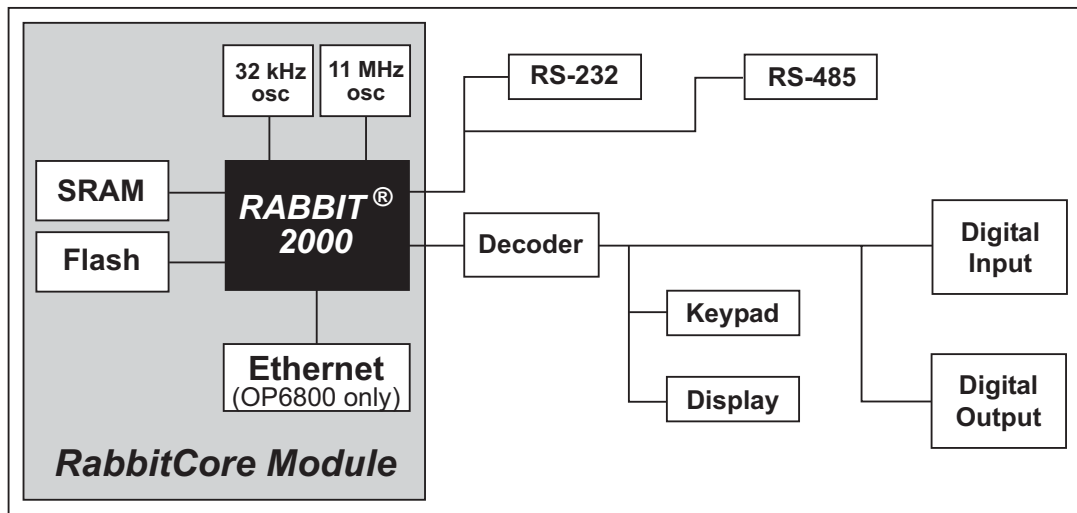 32 kHz
osc
11 MHz
osc
RS-232
RS-485
SRAM
Flash
RABBIT®
2000
Decoder
Digital
Input
Keypad
Ethernet
(OP6800 only)
Display
Digital
Output
RabbitCore Module